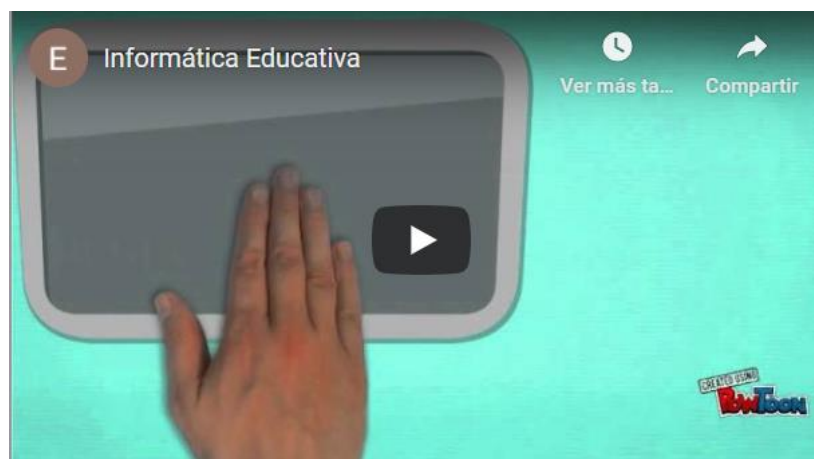 E Informática Educativa
Ver más ta...
Compartir
CREATED USING
POWTOON